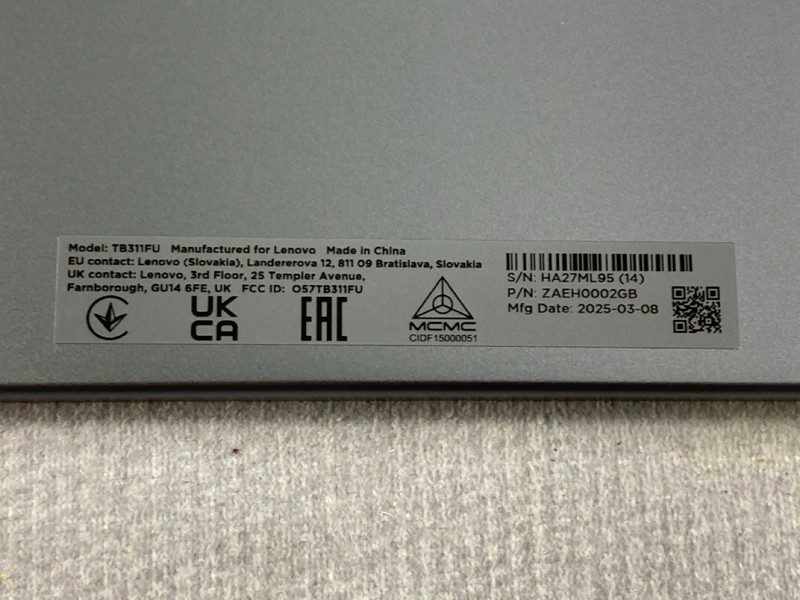 Model: TB311FU Manufactured for Lenovo Made in China
EU contact: Lenovo (Slovakia), Landererova 12, 811 09 Bratislava, Slovakia
UK contact: Lenovo, 3rd Floor, 25 Templer Avenue,
Farnborough, GU14 6FE, UK FCC ID: O57TB311FU
UK
CA
EAC
MCMC
CIDF15000051
S/N: HA27ML95 (14)
P/N: ZAEH0002GB
Mfg Date: 2025-03-08